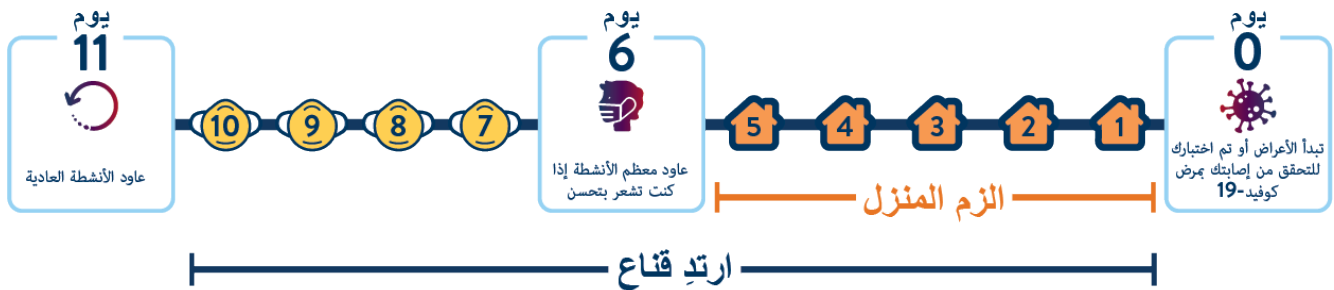 يوم
0
تبدأ الأعراض أو تم اختبارك
للتحقق من إصابتك بمرض
كوفيد-19
1
2
3
4
5
الزم المنزل
يوم
6
عاود معظم الأنشطة إذا
كنت تشعر بتحسن
7
8
9
10
يوم
11
عاود الأنشطة العادية
ارتدِ قناع